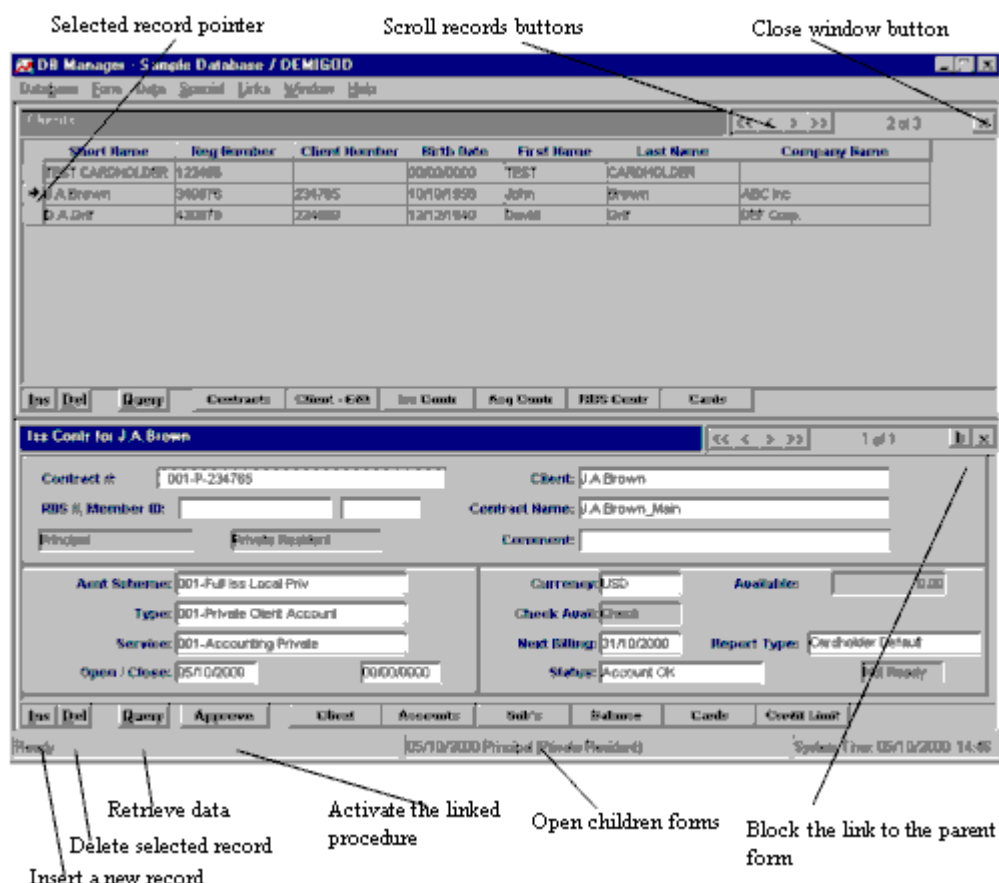 Selected record pointer Scroll records buttons Close window button
DB Manager - Sample Database / DEMIGOD
Database Form Data Special Links Window Help
Clients << < > >> 2 of 3 x
Short Name Reg Number Client Number Birth Date First Name Last Name Company Name
TEST CARDHOLDER 123456 00/00/0000 TEST CARDHOLDER
J.A.Brown 234765 10/10/1950 John Brown ABC Inc
David Corp.
Ins Del Query Contracts Client - Edit Iss Contr Acq Contr RBS Contr Cards
Iss Contr for J.A.Brown << < > >> 1 of 1 x
Contract #: 001-P-234765 Client: J.A.Brown
RBS #, Member ID: Contract Name: J.A.Brown_Main
Principal Private Resident Comment:
Acnt Scheme: 001-Full Iss Local Priv Currency: USD Available: 0.00
Type: 001-Private Client Account Check Avail: Check
Service: 001-Accounting Private Next Billing: 31/10/2000 Report Type: Cardholder Default
Open / Close: 05/10/2000 00/00/0000 Status: Account OK Not Ready
Ins Del Query Approve Client Accounts Sub's Balance Cards Credit Limit
Ready 05/10/2000 Principal (Private Resident) System Time: 05/10/2000 14:46
Retrieve data Activate the linked procedure Open children forms Block the link to the parent form
Delete selected record
Insert a new record